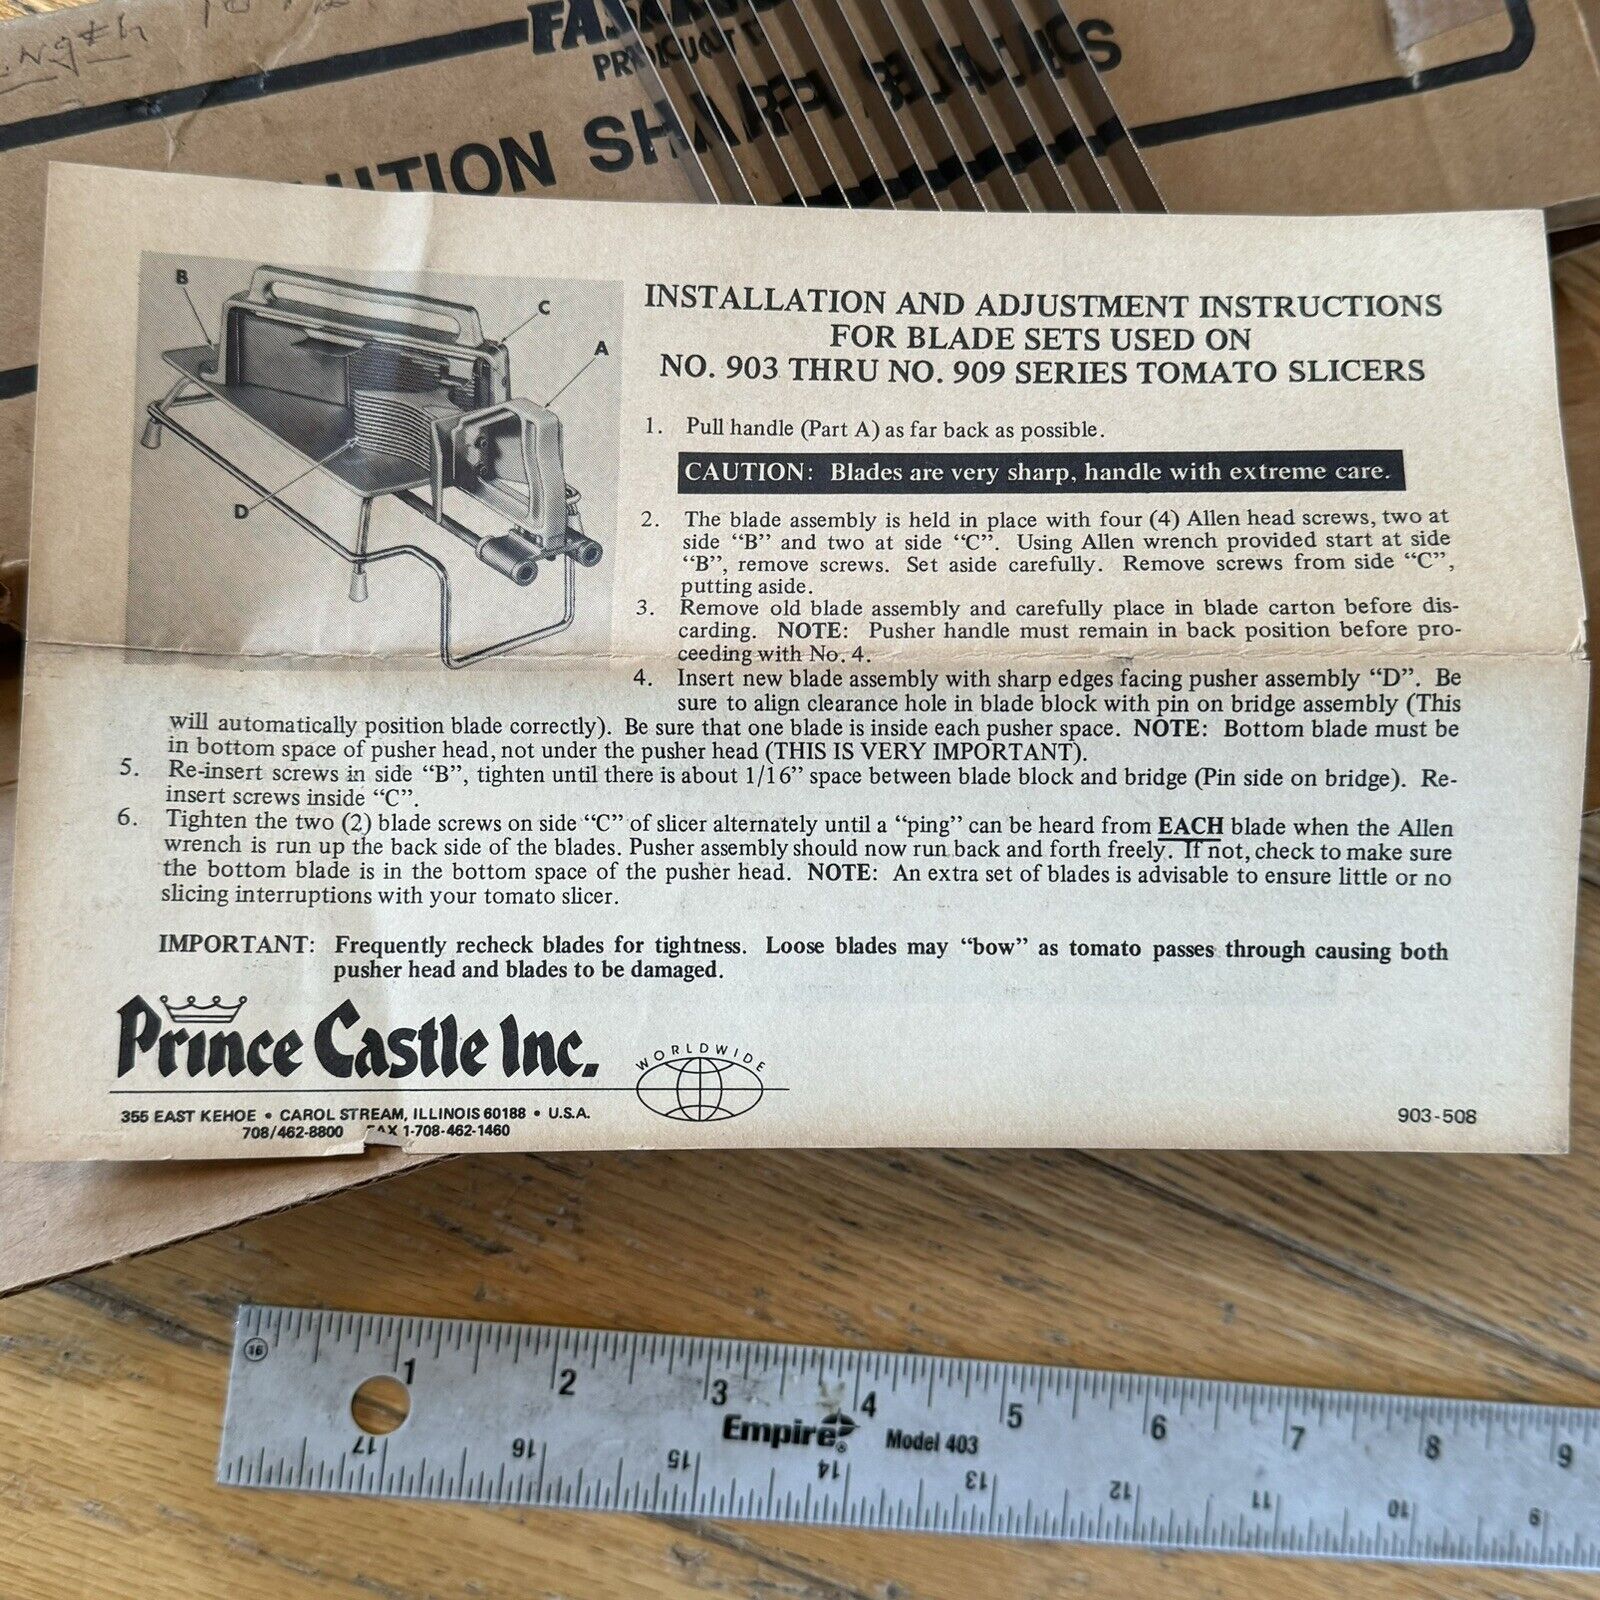 PRODUCT
UTION SHARP BLADES
B
C
A
D
INSTALLATION AND ADJUSTMENT INSTRUCTIONS
FOR BLADE SETS USED ON
NO. 903 THRU NO. 909 SERIES TOMATO SLICERS
1. Pull handle (Part A) as far back as possible.
CAUTION: Blades are very sharp, handle with extreme care.
2. The blade assembly is held in place with four (4) Allen head screws, two at
side “B” and two at side “C”. Using Allen wrench provided start at side
“B”, remove screws. Set aside carefully. Remove screws from side “C”,
putting aside.
3. Remove old blade assembly and carefully place in blade carton before dis-
carding. NOTE: Pusher handle must remain in back position before pro-
ceeding with No. 4.
4. Insert new blade assembly with sharp edges facing pusher assembly “D”. Be
sure to align clearance hole in blade block with pin on bridge assembly (This
will automatically position blade correctly). Be sure that one blade is inside each pusher space. NOTE: Bottom blade must be
in bottom space of pusher head, not under the pusher head (THIS IS VERY IMPORTANT).
5. Re-insert screws in side “B”, tighten until there is about 1/16” space between blade block and bridge (Pin side on bridge). Re-
insert screws inside “C”.
6. Tighten the two (2) blade screws on side “C” of slicer alternately until a “ping” can be heard from EACH blade when the Allen
wrench is run up the back side of the blades. Pusher assembly should now run back and forth freely. If not, check to make sure
the bottom blade is in the bottom space of the pusher head. NOTE: An extra set of blades is advisable to ensure little or no
slicing interruptions with your tomato slicer.
IMPORTANT: Frequently recheck blades for tightness. Loose blades may “bow” as tomato passes through causing both
pusher head and blades to be damaged.
Prince Castle Inc.
WORLDWIDE
355 EAST KEHOE • CAROL STREAM, ILLINOIS 60188 • U.S.A.
708/462-8800 FAX 1-708-462-1460
903-508
16
1 2 3 4 5 6 7 8 9
Empire® Model 403
17 16 15 14 13 12 11 10 9